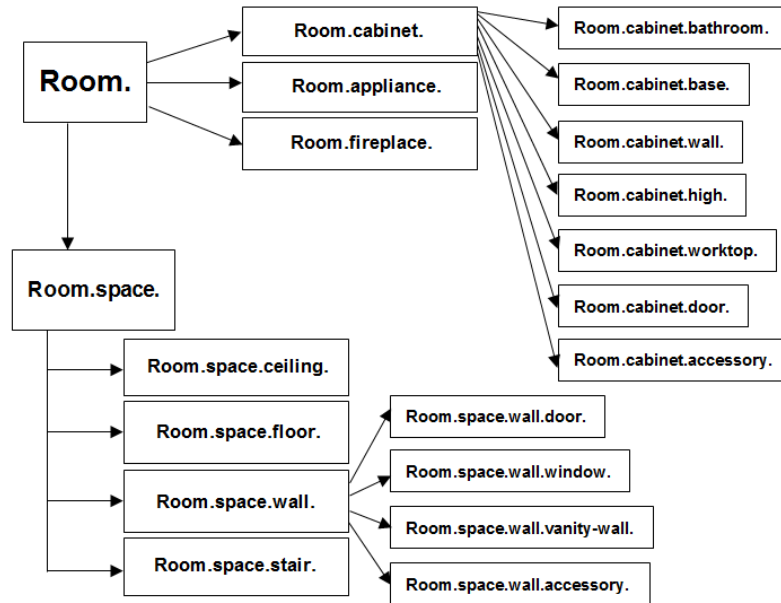 Room.
Room.cabinet.
Room.appliance.
Room.fireplace.
Room.cabinet.bathroom.
Room.cabinet.base.
Room.cabinet.wall.
Room.cabinet.high.
Room.cabinet.worktop.
Room.cabinet.door.
Room.cabinet.accessory.
Room.space.
Room.space.ceiling.
Room.space.floor.
Room.space.wall.
Room.space.stair.
Room.space.wall.door.
Room.space.wall.window.
Room.space.wall.vanity-wall.
Room.space.wall.accessory.